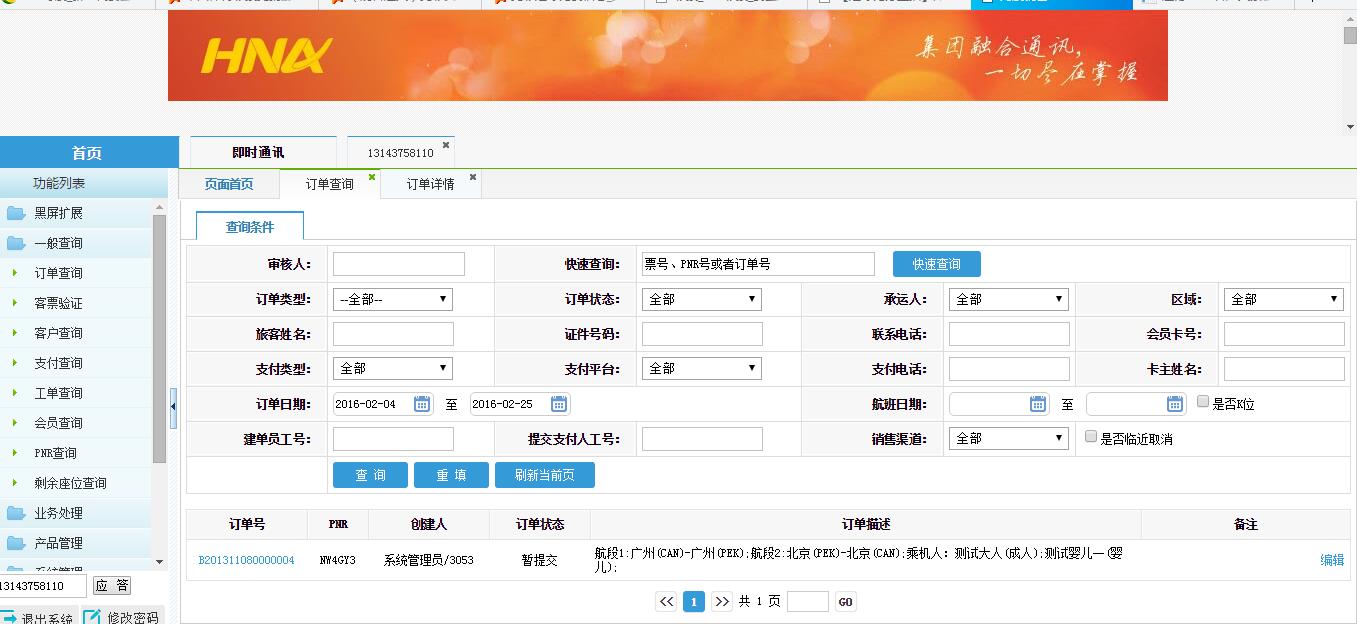 HNA
集团融合通讯,
一切尽在掌握
首页
即时通讯
13143758110
功能列表
页面首页
订单查询
订单详情
黑屏扩展
一般查询
订单查询
客票验证
客户查询
支付查询
工单查询
会员查询
PNR查询
剩余座位查询
业务处理
产品管理
13143758110
应 答
退出系统
修改密码
查询条件
审核人:
快速查询:
票号、PNR号或者订单号
快速查询
订单类型:
--全部--
订单状态:
全部
承运人:
全部
区域:
全部
旅客姓名:
证件号码:
联系电话:
会员卡号:
支付类型:
全部
支付平台:
全部
支付电话:
卡主姓名:
订单日期:
2016-02-04
至
2016-02-25
航班日期:
至
是否K位
建单员工号:
提交支付人工号:
销售渠道:
全部
是否临近取消
查 询
重 填
刷新当前页
订单号
PNR
创建人
订单状态
订单描述
备注
B201311080000004
NW4GY3
系统管理员/3053
暂提交
航段1:广州(CAN)-广州(PEK);航段2:北京(PEK)-北京(CAN);乘机人: 测试大人(成人);测试婴儿一(婴
儿);
编辑
<<
1
>>
共 1 页
GO